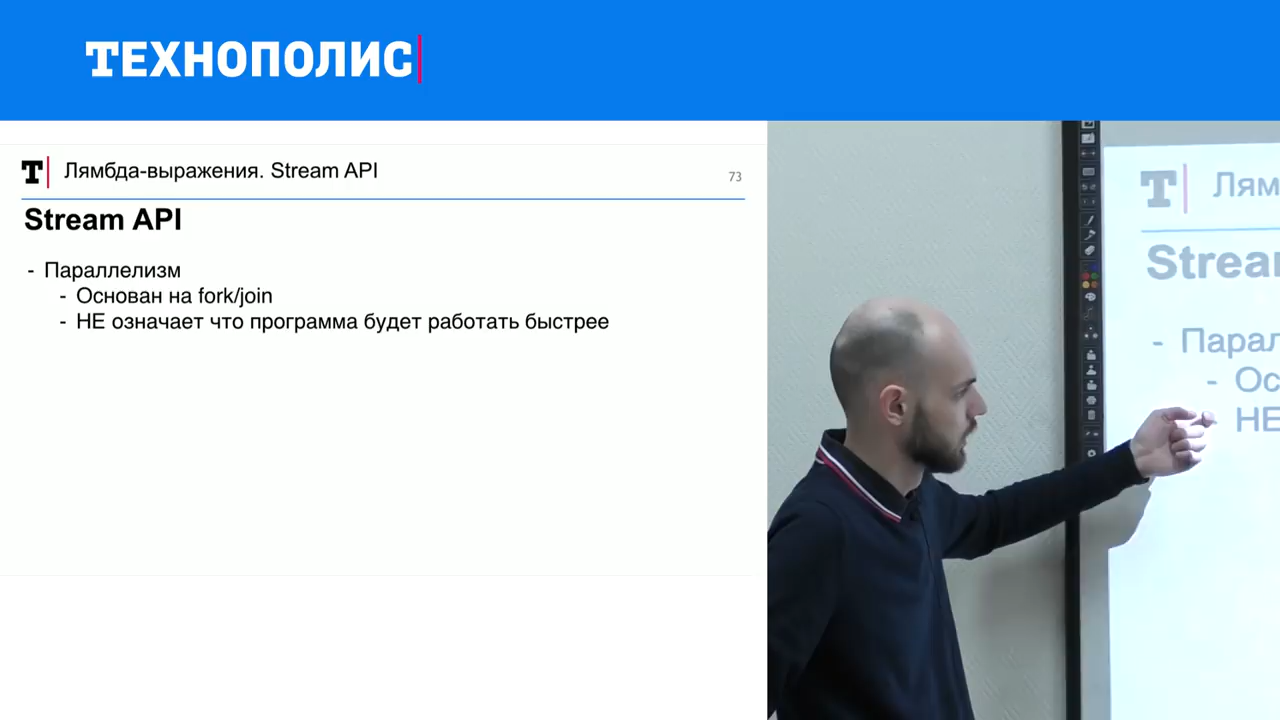 ТЕХНОПОЛИС
Т Лямбда-выражения. Stream API
73
Stream API
- Параллелизм
- Основан на fork/join
- НЕ означает что программа будет работать быстрее
Т Лям
Strea
- Парал
- Ос
НЕ